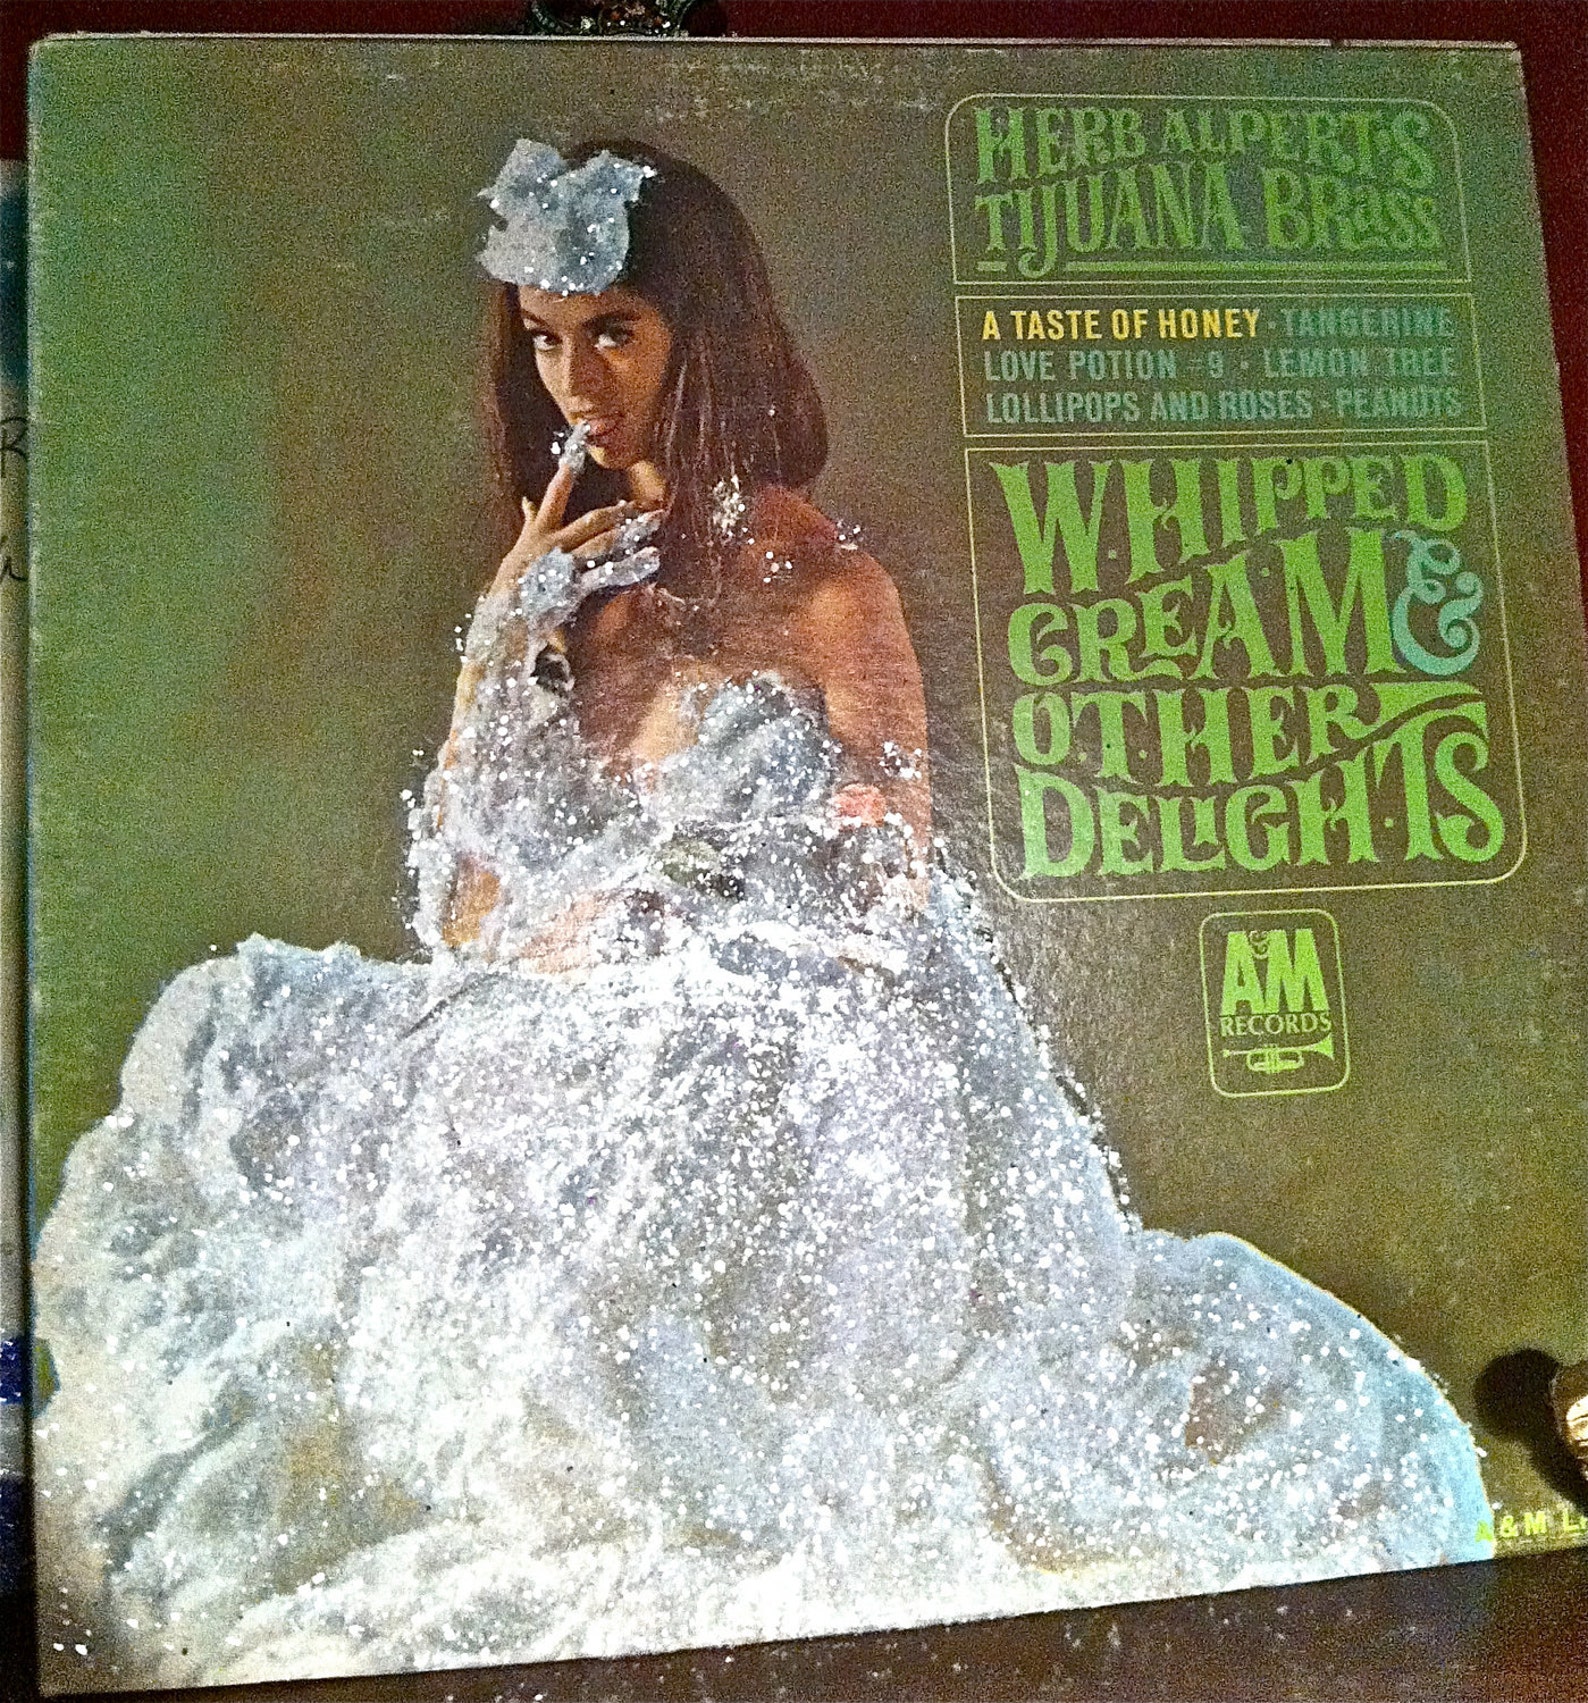 HERB ALPERT'S
TIJUANA BRASS
A TASTE OF HONEY · TANGERINE
LOVE POTION #9 · LEMON TREE
LOLLIPOPS AND ROSES · PEANUTS
WHIPPED
CREAM &
OTHER
DELIGHTS
A&M
RECORDS
A & M